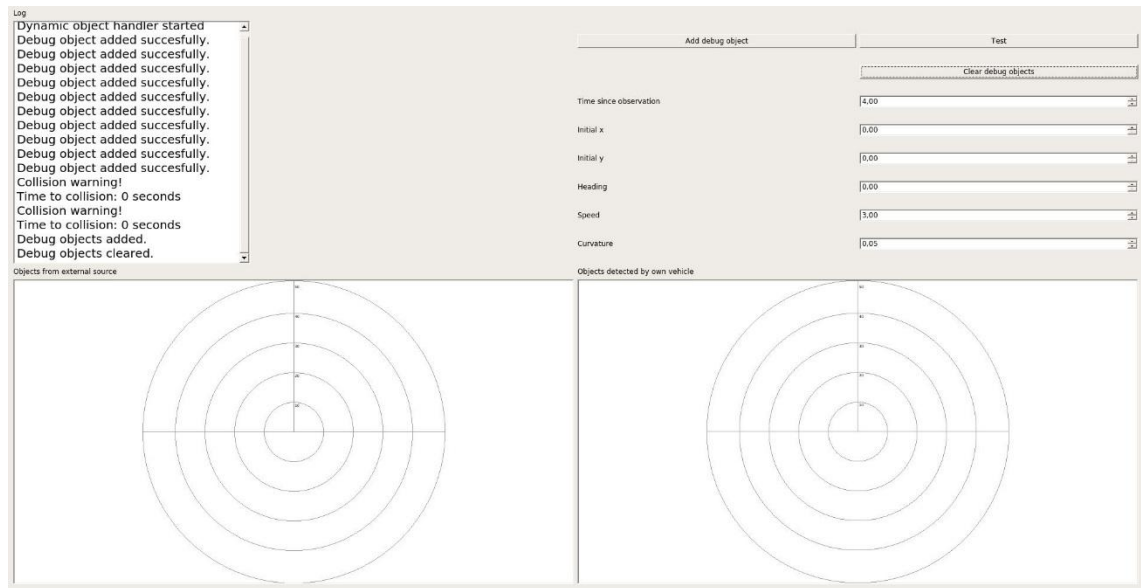 Log
Dynamic object handler started
Debug object added succesfully.
Debug object added succesfully.
Debug object added succesfully.
Debug object added succesfully.
Debug object added succesfully.
Debug object added succesfully.
Debug object added succesfully.
Debug object added succesfully.
Debug object added succesfully.
Debug object added succesfully.
Collision warning!
Time to collision: 0 seconds
Collision warning!
Time to collision: 0 seconds
Debug objects added.
Debug objects cleared.
Add debug object
Test
Clear debug objects
Time since observation
4,00
Initial x
0,00
Initial y
0,00
Heading
0,00
Speed
3,00
Curvature
0,05
Objects from external source
Objects detected by own vehicle